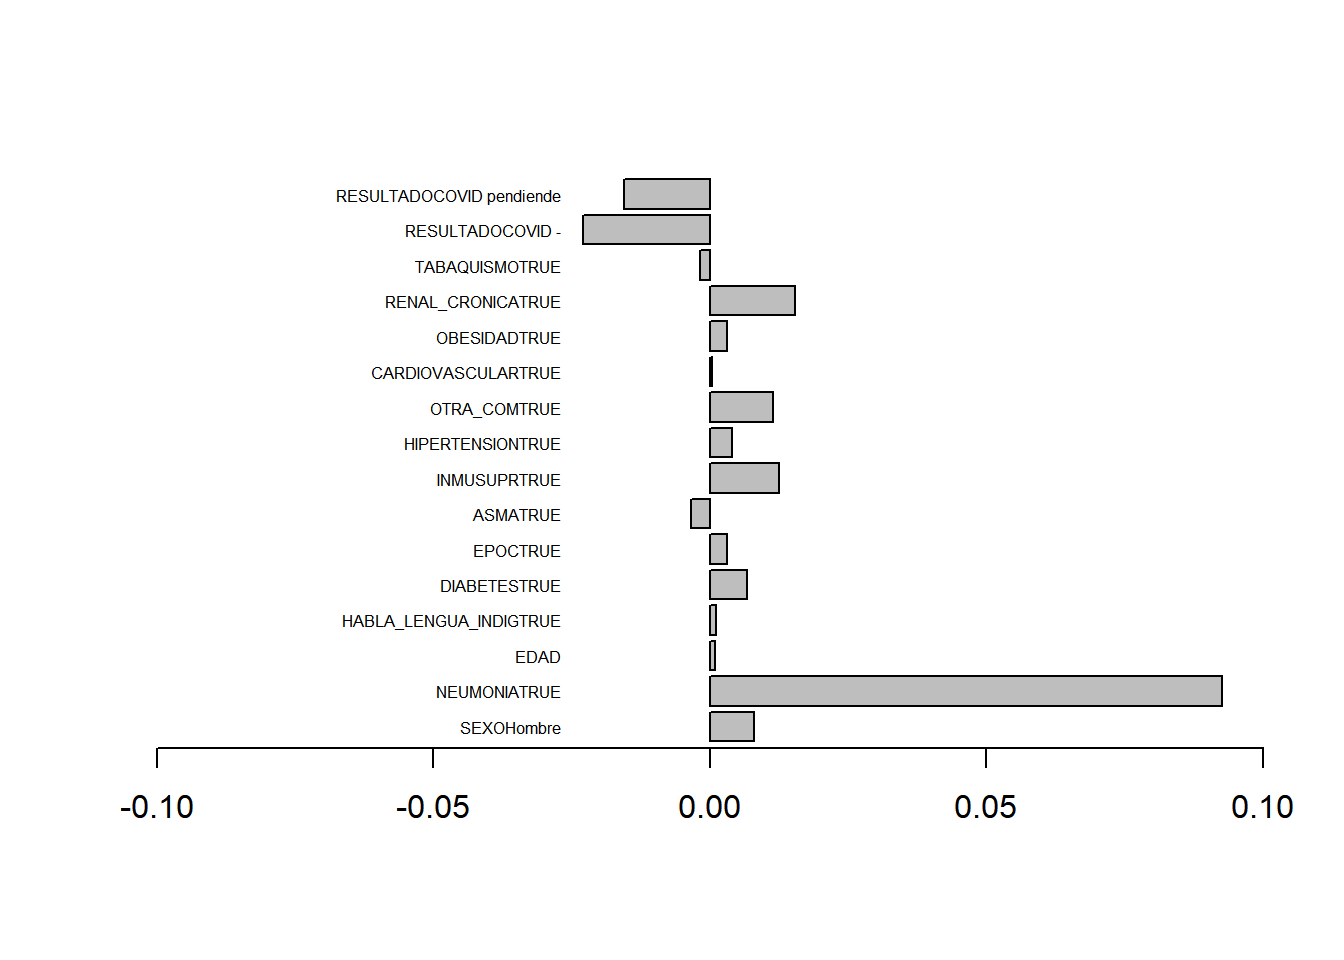 RESULTADOCOVID pendiende
RESULTADOCOVID -
TABAQUISMOTRUE
RENAL_CRONICATRUE
OBESIDADTRUE
CARDIOVASCULARTRUE
OTRA_COMTRUE
HIPERTENSIONTRUE
INMUSUPRTRUE
ASMATRUE
EPOCTRUE
DIABETESTRUE
HABLA_LENGUA_INDIGTRUE
EDAD
NEUMONIATRUE
SEXOHombre
-0.10 -0.05 0.00 0.05 0.10